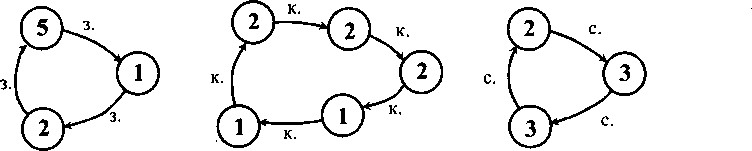 5 з. 1 з. 2 з.
2 к. 2 к. 2 к. 1 к. 1 к.
2 с. 3 с. 3 с.